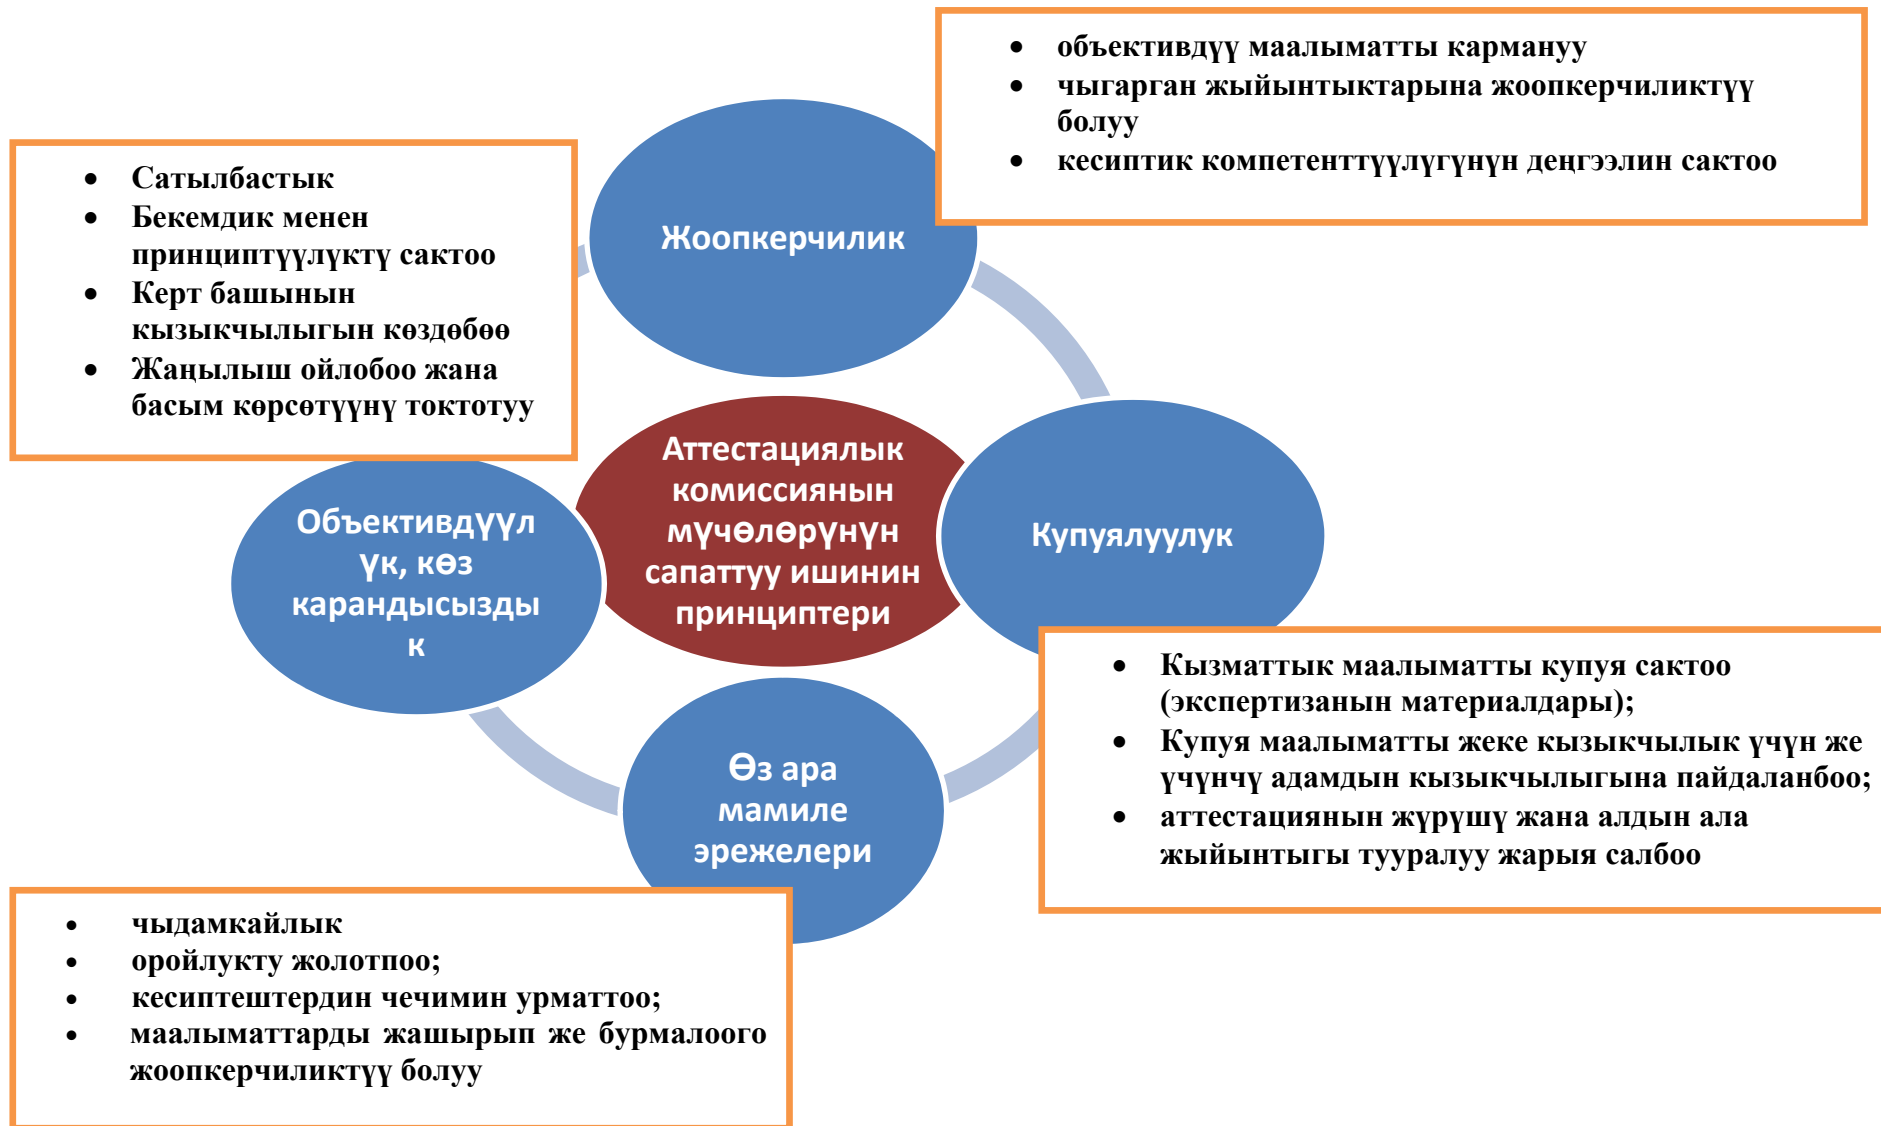 объективдүү маалыматты кармануу
чыгарган жыйынтыктарына жоопкерчиликтүү
болуу
кесиптик компетенттүүлүгүнүн деңгээлин сактоо
Сатылбастык
Бекемдик менен
принциптүүлүктү сактоо
Керт башынын
кызыкчылыгын көздөбөө
Жаңылыш ойлобоо жана
басым көрсөтүүнү токтотуу
Жоопкерчилик
Аттестациялык
комиссиянын
мүчөлөрүнүн
сапаттуу ишинин
принциптери
Объективдүүл
үк, көз
карандысызды
к
Купуялуулук
Кызматтык маалыматты купуя сактоо
(экспертизанын материалдары);
Купуя маалыматты жеке кызыкчылык үчүн же
үчүнчү адамдын кызыкчылыгына пайдаланбоо;
аттестациянын жүрүшү жана алдын ала
жыйынтыгы тууралуу жарыя салбоо
Өз ара
мамиле
эрежелери
чыдамкайлык
оройлукту жолотпоо;
кесиптештердин чечимин урматтоо;
маалыматтарды жашырып же бурмалоого
жоопкерчиликтүү болуу